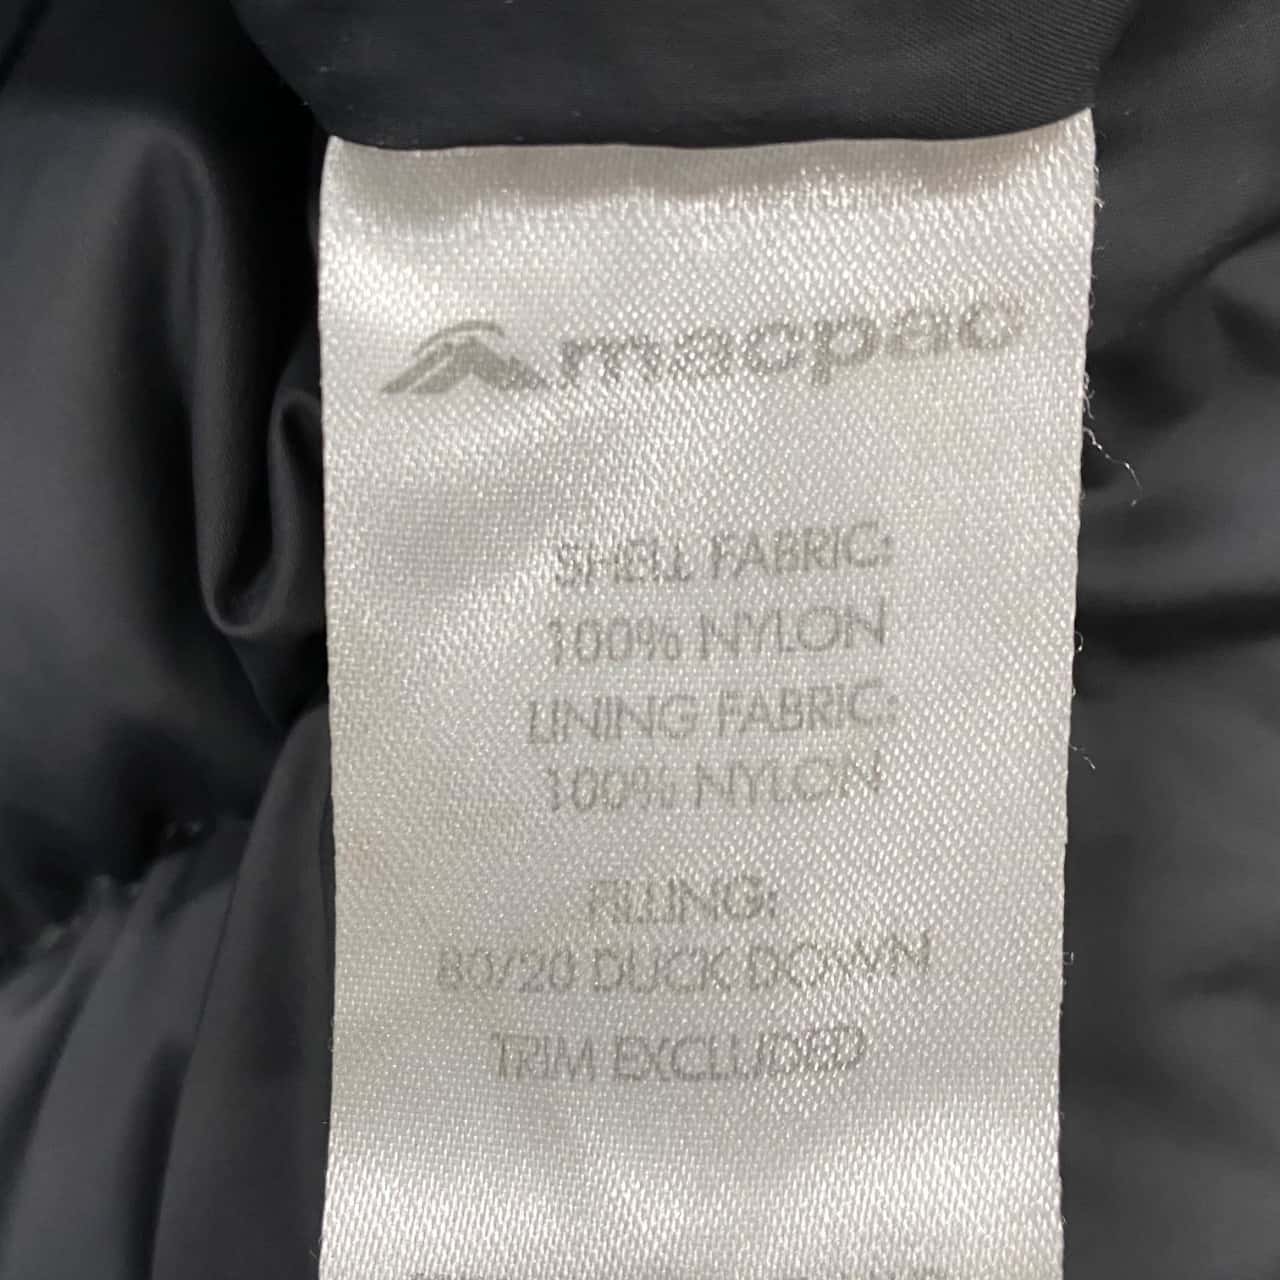 macpac
SHELL FABRIC:
100% NYLON
LINING FABRIC:
100% NYLON
FILLING:
80/20 DUCK DOWN
TRIM EXCLUDED